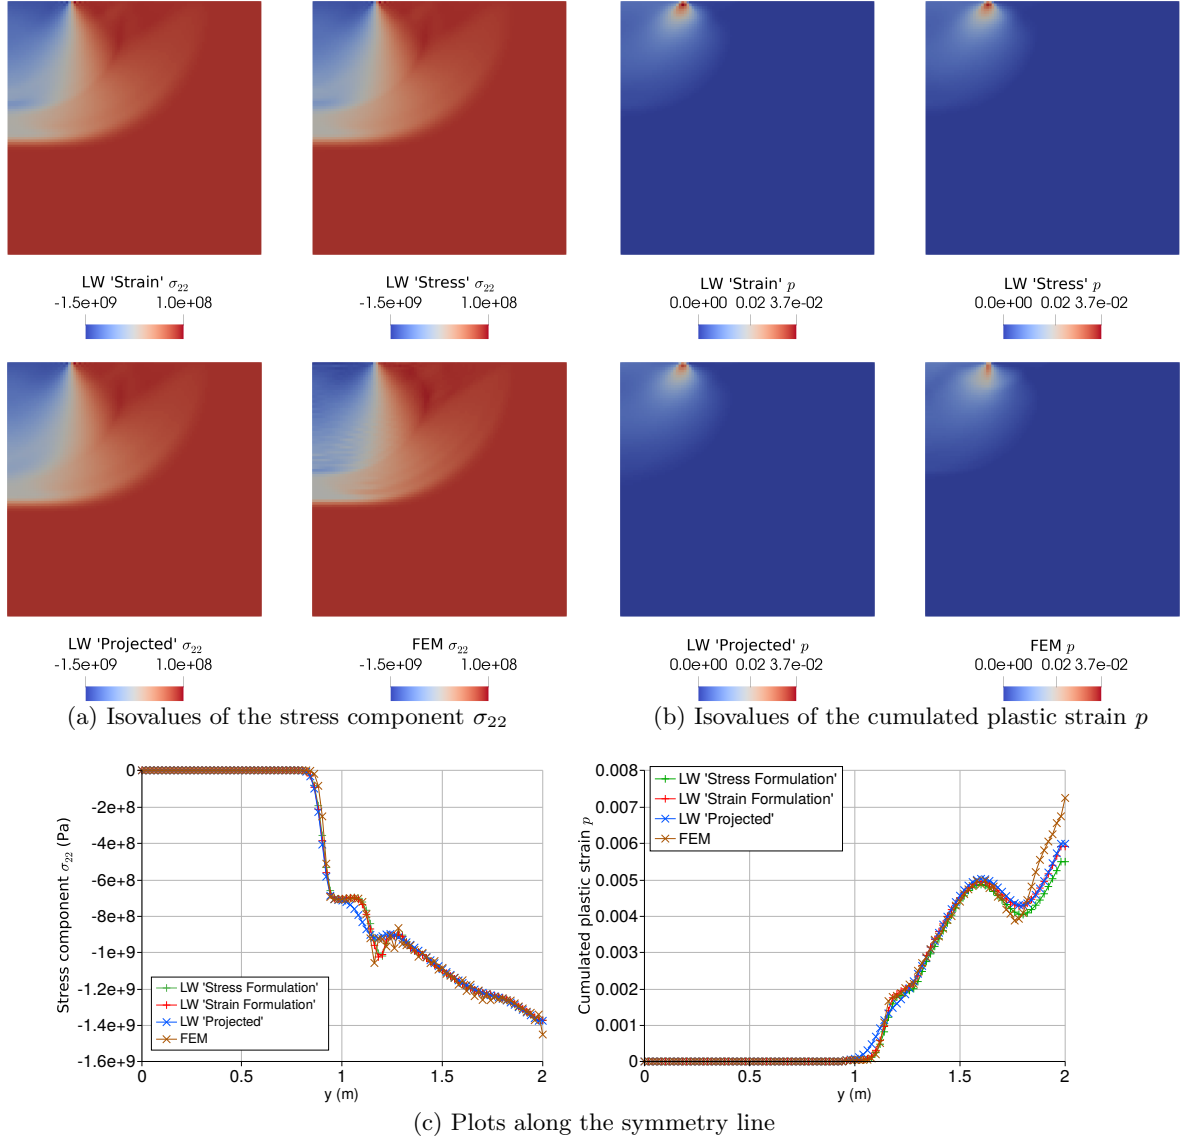 LW 'Strain' σ22 LW 'Stress' σ22 LW 'Strain' p LW 'Stress' p
-1.5e+09 1.0e+08 -1.5e+09 1.0e+08 0.0e+00 0.02 3.7e-02 0.0e+00 0.02 3.7e-02
LW 'Projected' σ22 FEM σ22 LW 'Projected' p FEM p
-1.5e+09 1.0e+08 -1.5e+09 1.0e+08 0.0e+00 0.02 3.7e-02 0.0e+00 0.02 3.7e-02
(a) Isovalues of the stress component σ22
(b) Isovalues of the cumulated plastic strain p
Stress component σ22 (Pa)
0
-2e+8
-4e+8
-6e+8
-8e+8
-1e+9
-1.2e+9
-1.4e+9
-1.6e+9
LW 'Stress Formulation'
LW 'Strain Formulation'
LW 'Projected'
FEM
0 0.5 1 1.5 2
y (m)
Cumulated plastic strain p
0.008
0.007
0.006
0.005
0.004
0.003
0.002
0.001
0
LW 'Stress Formulation'
LW 'Strain Formulation'
LW 'Projected'
FEM
0 0.5 1 1.5 2
y (m)
(c) Plots along the symmetry line